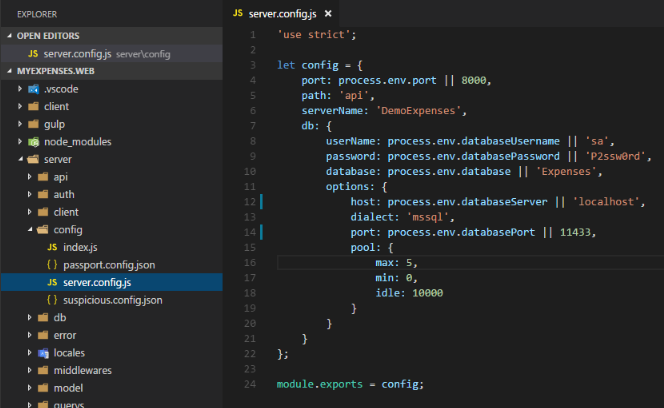 EXPLORER
OPEN EDITORS
JS server.config.js server\config
MYEXPENSES.WEB
.vscode
client
gulp
node_modules
server
api
auth
client
config
JS index.js
{ } passport.config.json
JS server.config.js
{ } suspicious.config.json
db
error
locales
middlewares
model
querys
JS server.config.js ×
1 'use strict';
2
3 let config = {
4     port: process.env.port || 8000,
5     path: 'api',
6     serverName: 'DemoExpenses',
7     db: {
8         userName: process.env.databaseUsername || 'sa',
9         password: process.env.databasePassword || 'P2ssw0rd',
10         database: process.env.database || 'Expenses',
11         options: {
12             host: process.env.databaseServer || 'localhost',
13             dialect: 'mssql',
14             port: process.env.databasePort || 11433,
15             pool: {
16                 max: 5,
17                 min: 0,
18                 idle: 10000
19             }
20         }
21     }
22 };
23
24 module.exports = config;